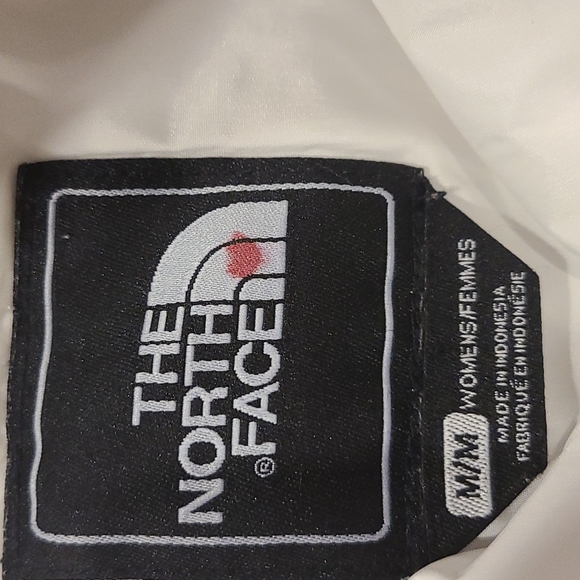 THE
NORTH
FACE®
M/M WOMENS/FEMMES
MADE IN INDONESIA
FABRIQUÉ EN INDONÉSIE